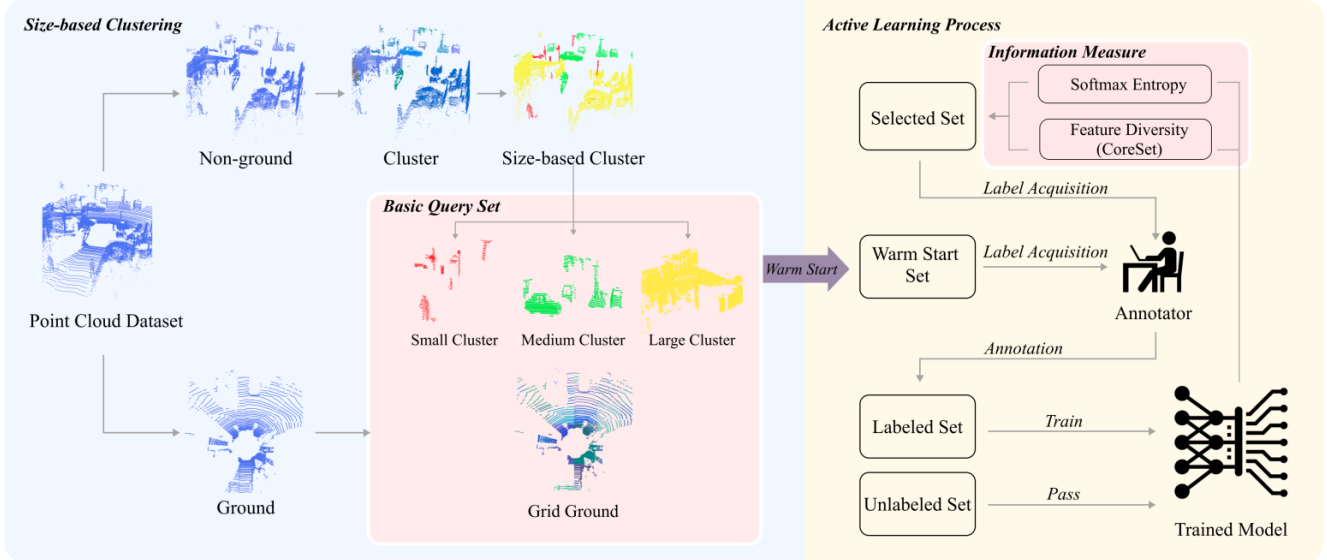 Size-based Clustering
Non-ground
Cluster
Size-based Cluster
Point Cloud Dataset
Basic Query Set
Small Cluster
Medium Cluster
Large Cluster
Ground
Grid Ground
Warm Start
Active Learning Process
Information Measure
Softmax Entropy
Feature Diversity
(CoreSet)
Selected Set
Label Acquisition
Warm Start
Set
Label Acquisition
Annotator
Annotation
Labeled Set
Train
Unlabeled Set
Pass
Trained Model